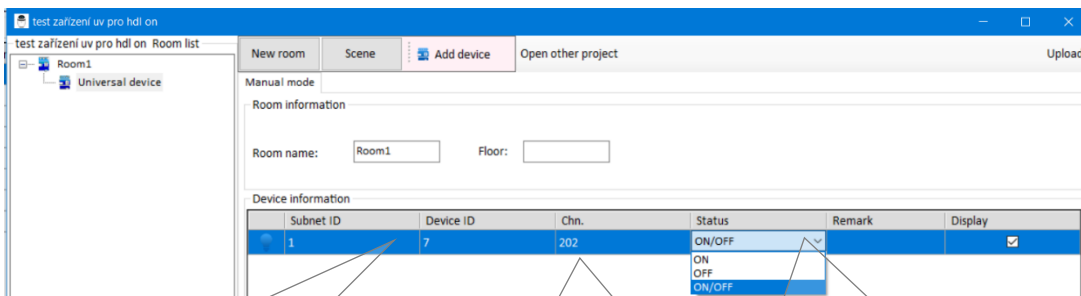 test zařízení uv pro hdl on
test zařízení uv pro hdl on Room list
Room1
Universal device
New room
Scene
Add device
Open other project
Upload
Manual mode
Room information
Room name:
Room1
Floor:
Device information
Subnet ID
Device ID
Chn.
Status
Remark
Display
1
7
202
ON/OFF
ON
OFF
ON/OFF